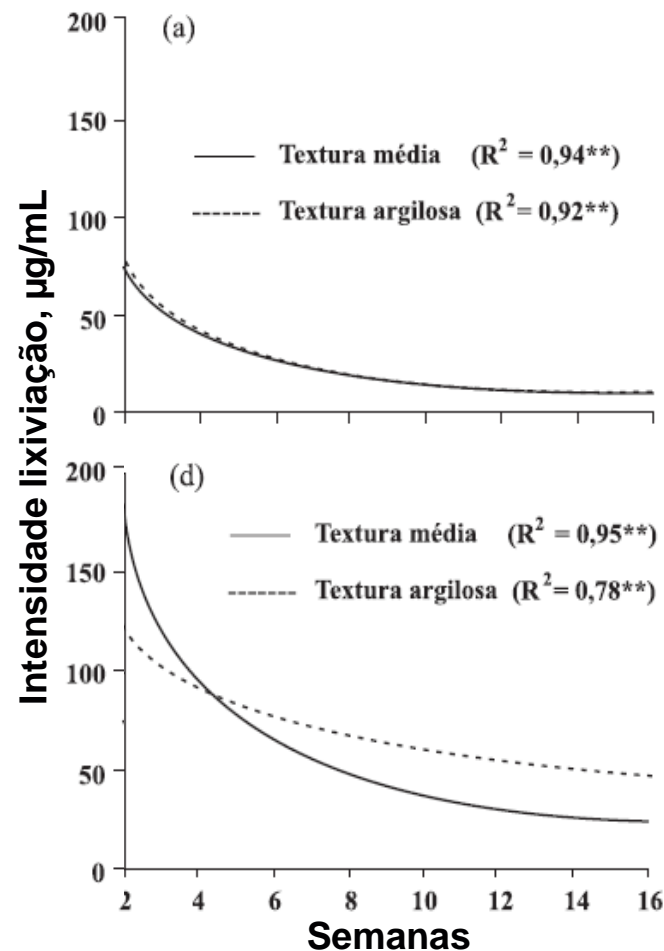 Intensidade lixiviação, µg/mL
(a)
200
150
100
50
0
Textura média (R² = 0,94**)
Textura argilosa (R²= 0,92**)
(d)
200
150
100
50
0
Textura média (R² = 0,95**)
Textura argilosa (R²= 0,78**)
2 4 6 8 10 12 14 16
Semanas